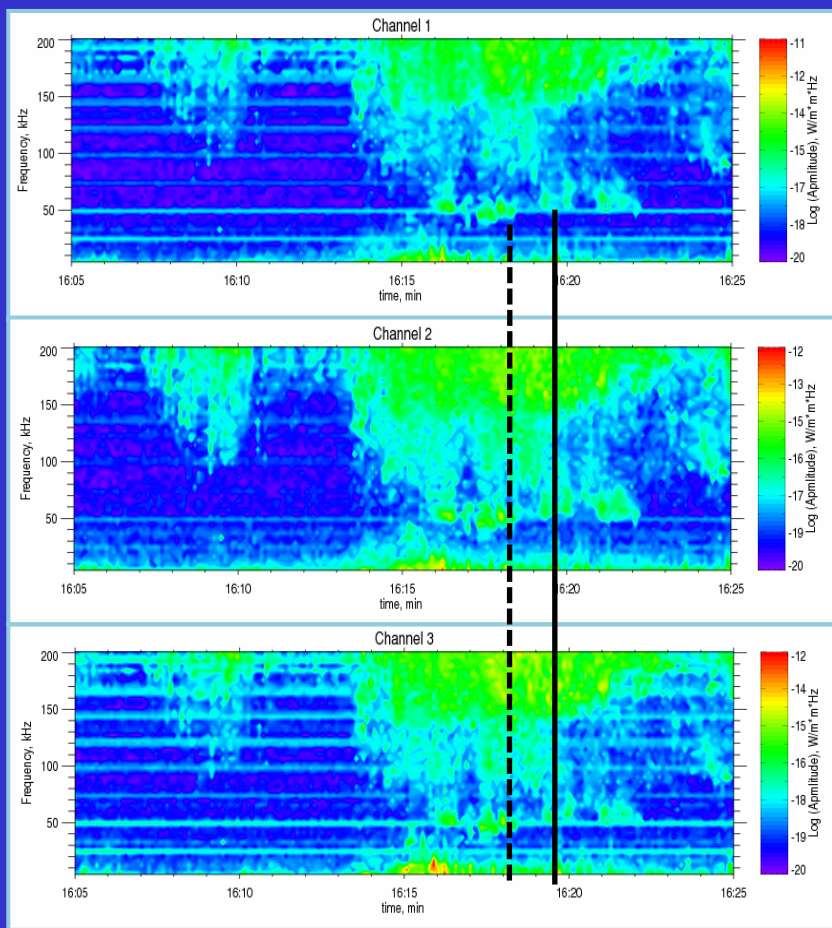 Channel 1
200
150
100
50
Frequency, kHz
16:05 16:10 16:15 16:20 16:25
time, min
-11
-12
-14
-15
-17
-18
-20
Log (Apmlitude), W/m*m*Hz
Channel 2
200
150
100
50
Frequency, kHz
16:05 16:10 16:15 16:20 16:25
time, min
-12
-13
-15
-16
-17
-19
-20
Log (Apmlitude), W/m*m*Hz
Channel 3
200
150
100
50
Frequency, kHz
16:05 16:10 16:15 16:20 16:25
time, min
-12
-14
-15
-16
-18
-19
-20
Log (Apmlitude), W/m*m*Hz